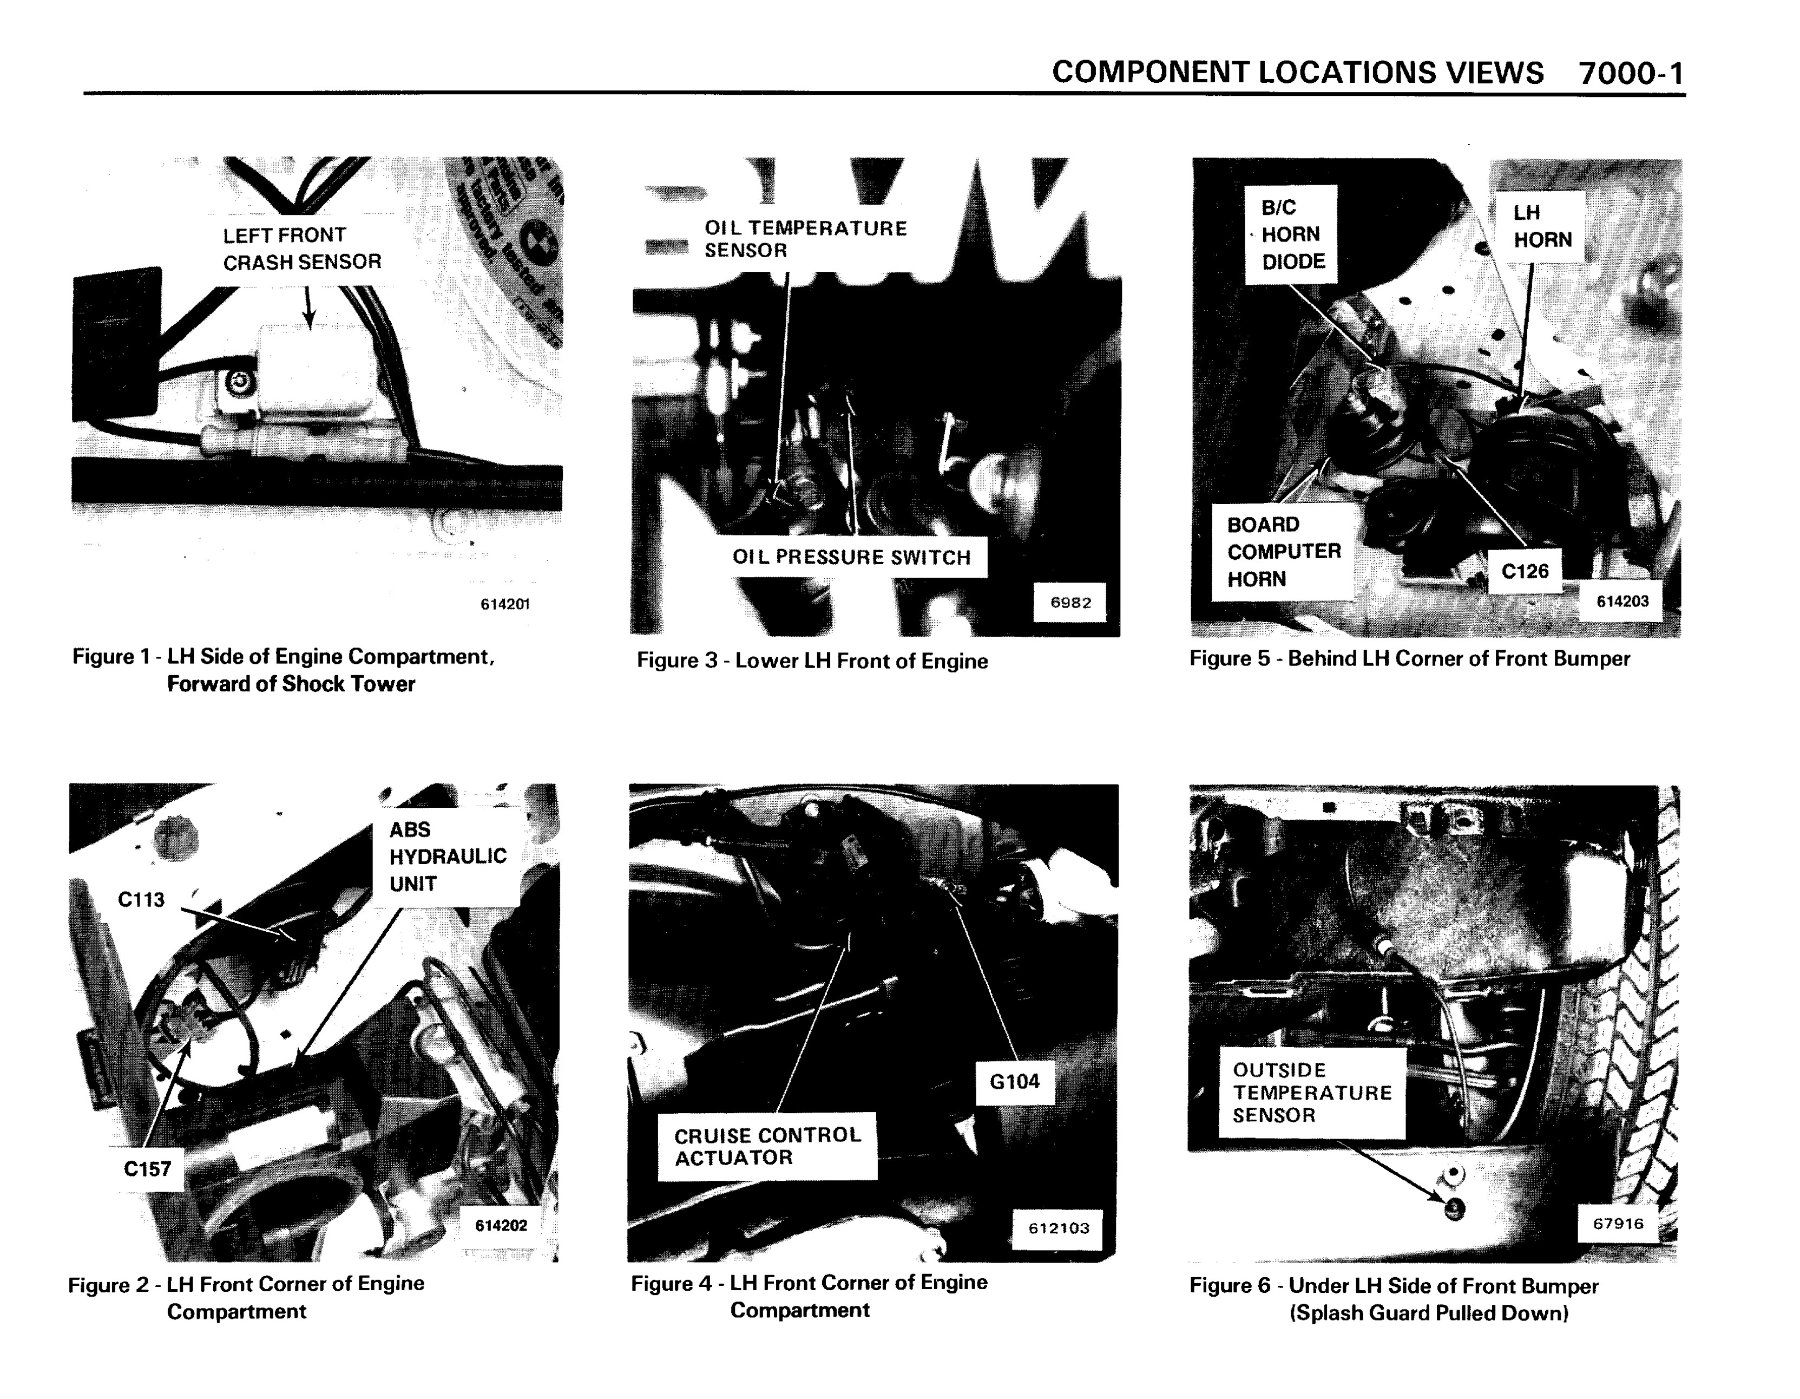 COMPONENT LOCATIONS VIEWS 7000-1
LEFT FRONT
CRASH SENSOR
614201
Figure 1 - LH Side of Engine Compartment,
Forward of Shock Tower
OIL TEMPERATURE
SENSOR
OIL PRESSURE SWITCH
6982
Figure 3 - Lower LH Front of Engine
B/C
HORN
DIODE
LH
HORN
BOARD
COMPUTER
HORN
C126
614203
Figure 5 - Behind LH Corner of Front Bumper
ABS
HYDRAULIC
UNIT
C113
C157
614202
Figure 2 - LH Front Corner of Engine
Compartment
G104
CRUISE CONTROL
ACTUATOR
612103
Figure 4 - LH Front Corner of Engine
Compartment
OUTSIDE
TEMPERATURE
SENSOR
67916
Figure 6 - Under LH Side of Front Bumper
(Splash Guard Pulled Down)